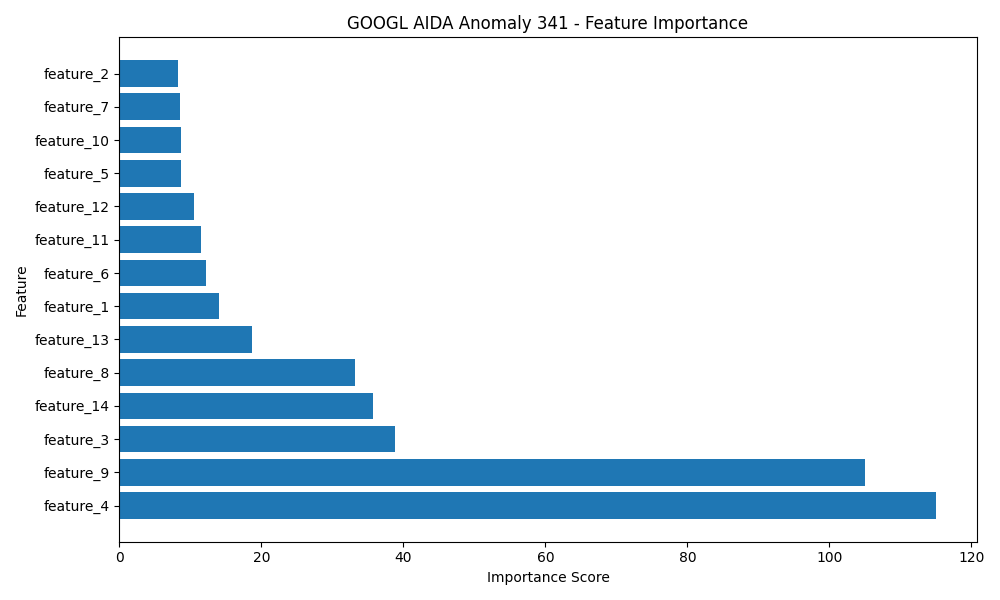 GOOGL AIDA Anomaly 341 - Feature Importance
feature_2
feature_7
feature_10
feature_5
feature_12
feature_11
feature_6
feature_1
feature_13
feature_8
feature_14
feature_3
feature_9
feature_4
Feature
0 20 40 60 80 100 120
Importance Score